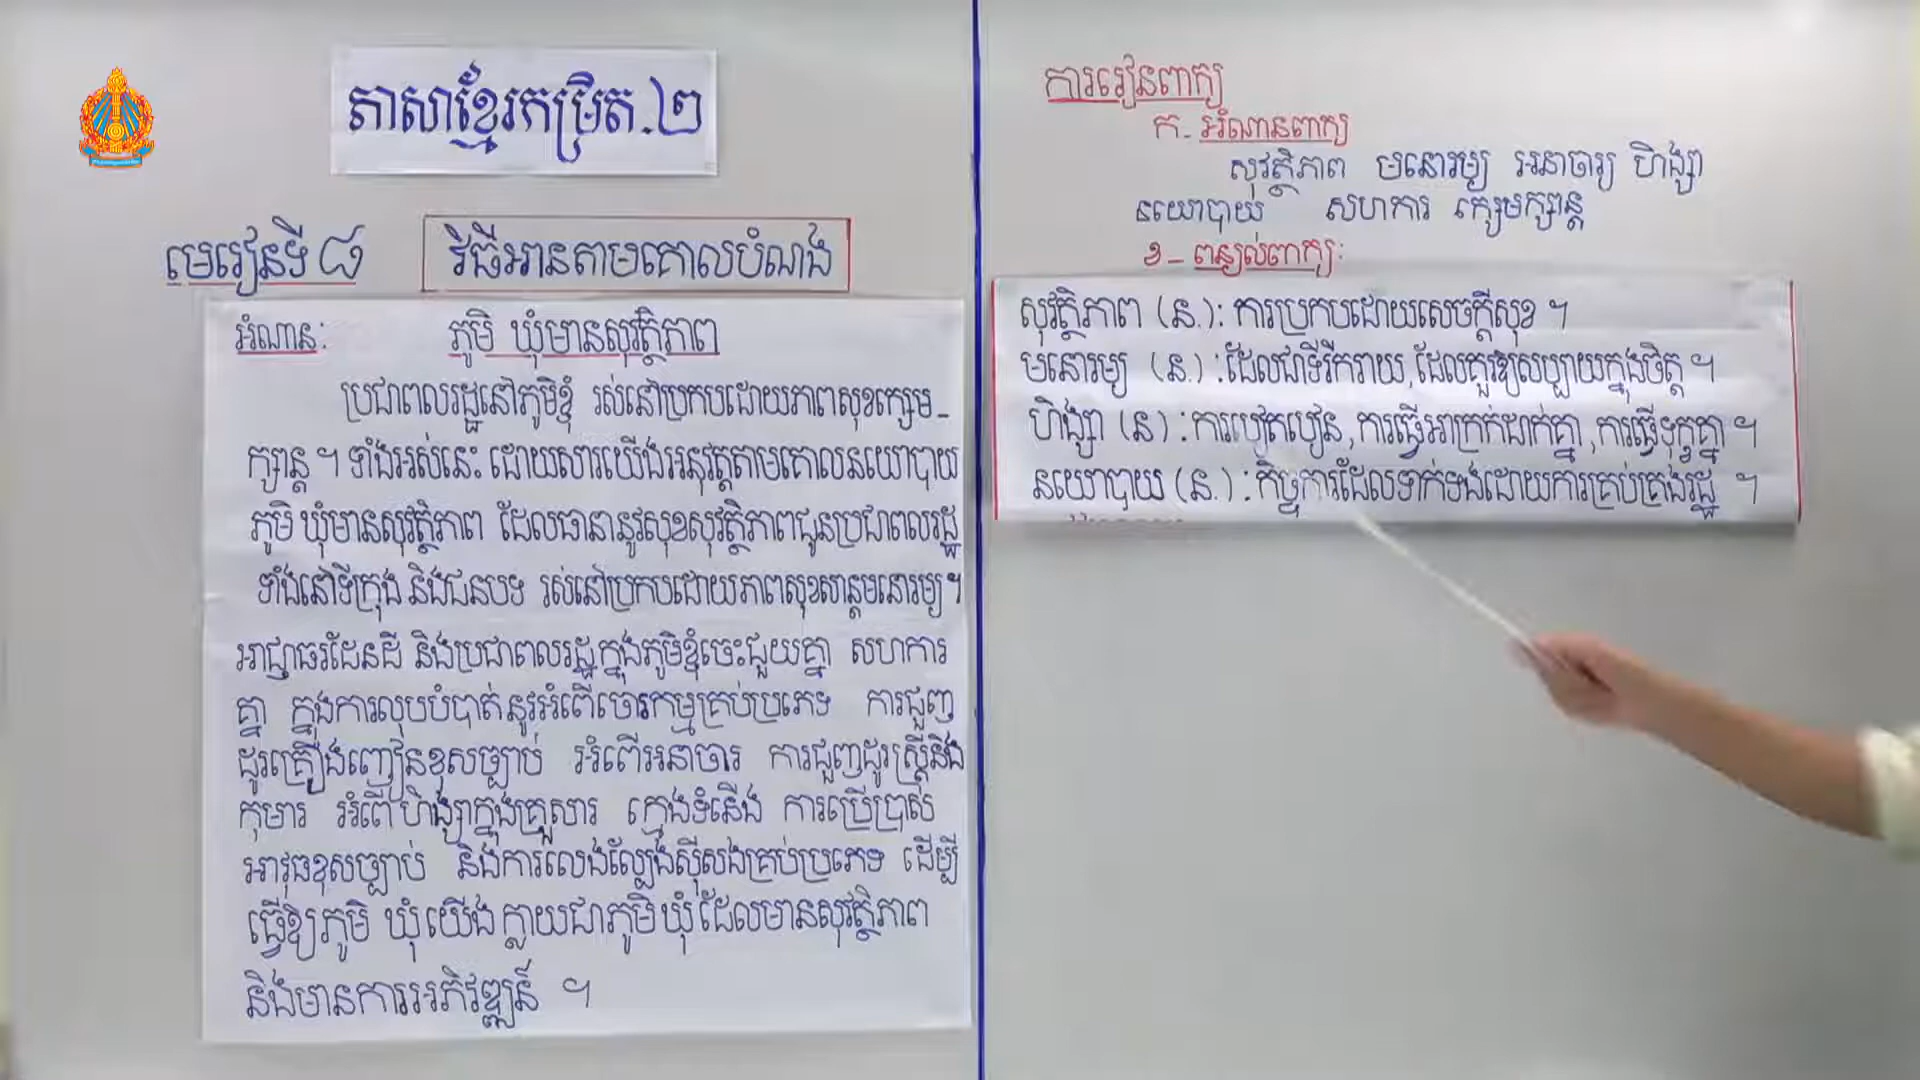 ភាសាខ្មែរកម្រិត.២
មេរៀនទី ៨
វិធីអានតាមគោលបំណង
អំណាន:
ភូមិ ឃុំមានសុវត្ថិភាព
ប្រជាពលរដ្ឋនៅភូមិខ្ញុំ រស់នៅប្រកបដោយភាពសុខក្សេម-
ក្សាន្ត ។ ទាំងអស់នេះ ដោយសារយើងអនុវត្តតាមគោលនយោបាយ
ភូមិ ឃុំមានសុវត្ថិភាព ដែលធានានូវសុខសុវត្ថិភាពជូនប្រជាពលរដ្ឋ
ទាំងនៅទីក្រុង និងជនបទ រស់នៅប្រកបដោយភាពសុខសាន្តមនោរម្យ។
អាជ្ញាធរដែនដី និងប្រជាពលរដ្ឋក្នុងភូមិខ្ញុំចេះជួយគ្នា សហការ
គ្នា ក្នុងការលុបបំបាត់នូវអំពើចោរកម្មគ្រប់ប្រភេទ ការជួញ
ដូរគ្រឿងញៀនខុសច្បាប់ អំពើអនាចារ ការជួញដូរស្ត្រីនិង
កុមារ អំពើហិង្សាក្នុងគ្រួសារ ក្មេងទំនើង ការប្រើប្រាស់
អាវុធខុសច្បាប់ និងការលេងល្បែងស៊ីសងគ្រប់ប្រភេទ ដើម្បី
ធ្វើឱ្យភូមិ ឃុំយើងក្លាយជាភូមិឃុំដែលមានសុវត្ថិភាព
និងមានការអភិវឌ្ឍន៍ ។
ការរៀនពាក្យ
ក- អំណានពាក្យ
សុវត្ថិភាព មនោរម្យ អនាចារ្យ ហិង្សា
នយោបាយ សហការ ក្សេមក្សាន្ត
ខ- ពន្យល់ពាក្យ:
សុវត្ថិភាព (ន.): ការប្រកបដោយសេចក្តីសុខ ។
មនោរម្យ (ន.) : ដែលជាទីរីករាយ, ដែលគួរឱ្យសប្បាយក្នុងចិត្ត ។
ហិង្សា (ន) : ការបៀតបៀន, ការធ្វើអាក្រក់ដាក់គ្នា, ការធ្វើទុក្ខគ្នា ។
នយោបាយ (ន.) : កិច្ចការដែលទាក់ទងដោយការគ្រប់គ្រងរដ្ឋ ។